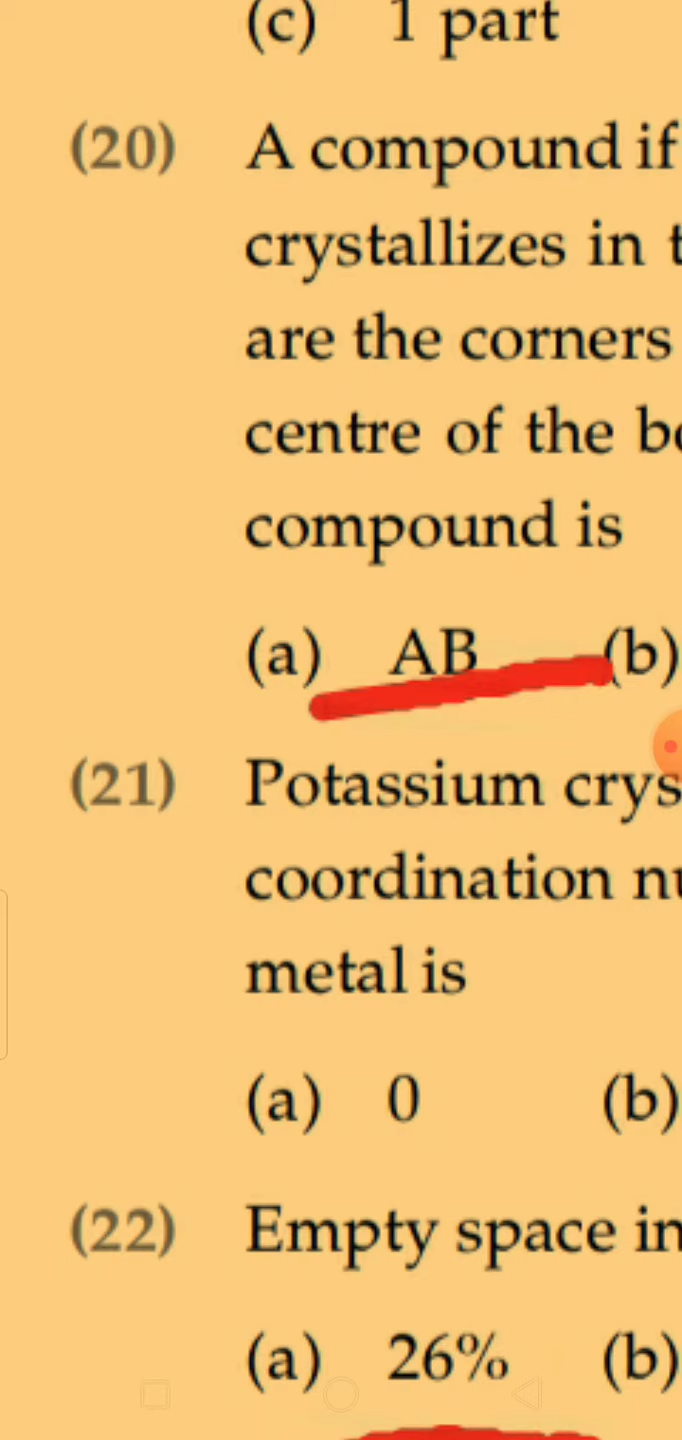 (c) 1 part
(20) A compound if
crystallizes in
are the corners
centre of the
compound is
(a) AB (b)
(21) Potassium
coordination
metal is
(a) 0 (b)
(22) Empty space in
(a) 26% (b)